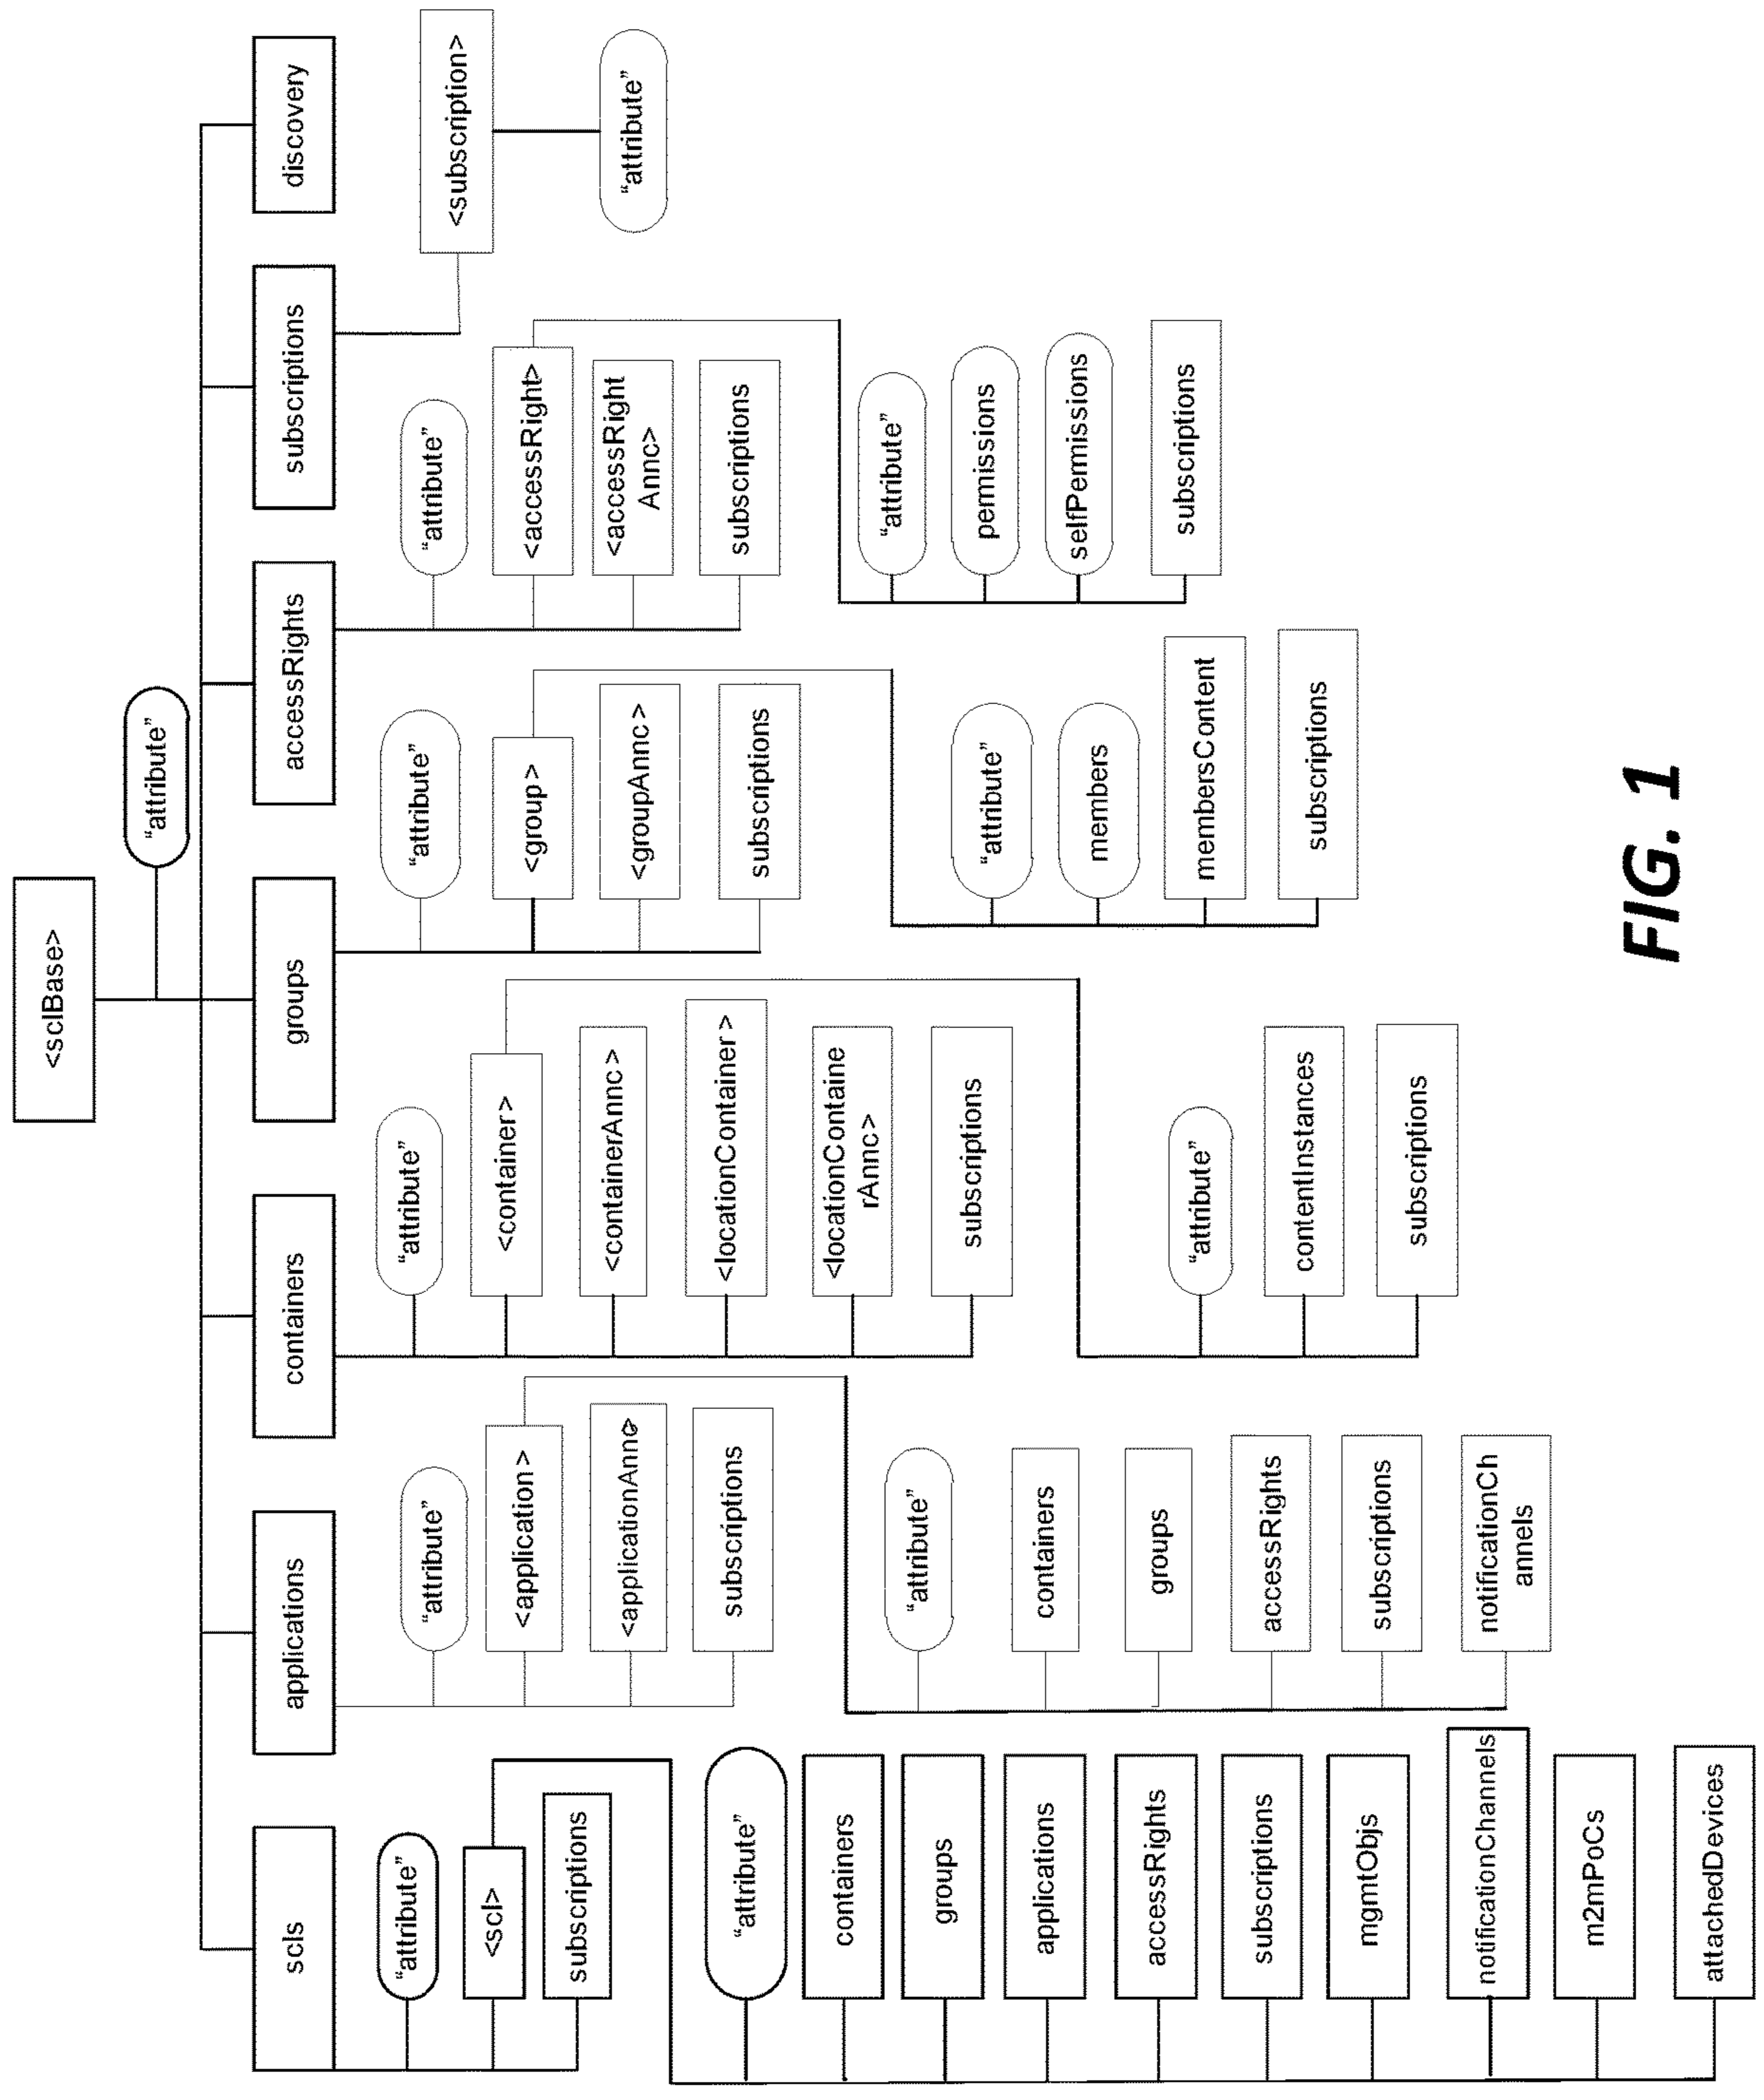 <sclBase>
“attribute”
scls
applications
containers
groups
accessRights
subscriptions
discovery
“attribute”
<scl>
subscriptions
“attribute”
containers
groups
applications
accessRights
subscriptions
mgmtObjs
notificationChannels
m2mPoCs
attachedDevices
“attribute”
<application>
<applicationAnnc>
subscriptions
“attribute”
containers
groups
accessRights
subscriptions
notificationCh
annels
“attribute”
<container>
<containerAnnc>
<locationContainer>
<locationContaine
rAnnc>
subscriptions
“attribute”
contentInstances
subscriptions
“attribute”
<group>
<groupAnnc>
subscriptions
“attribute”
members
membersContent
subscriptions
“attribute”
<accessRight>
<accessRight
Annc>
subscriptions
“attribute”
permissions
selfPermissions
subscriptions
<subscription>
“attribute”
FIG. 1